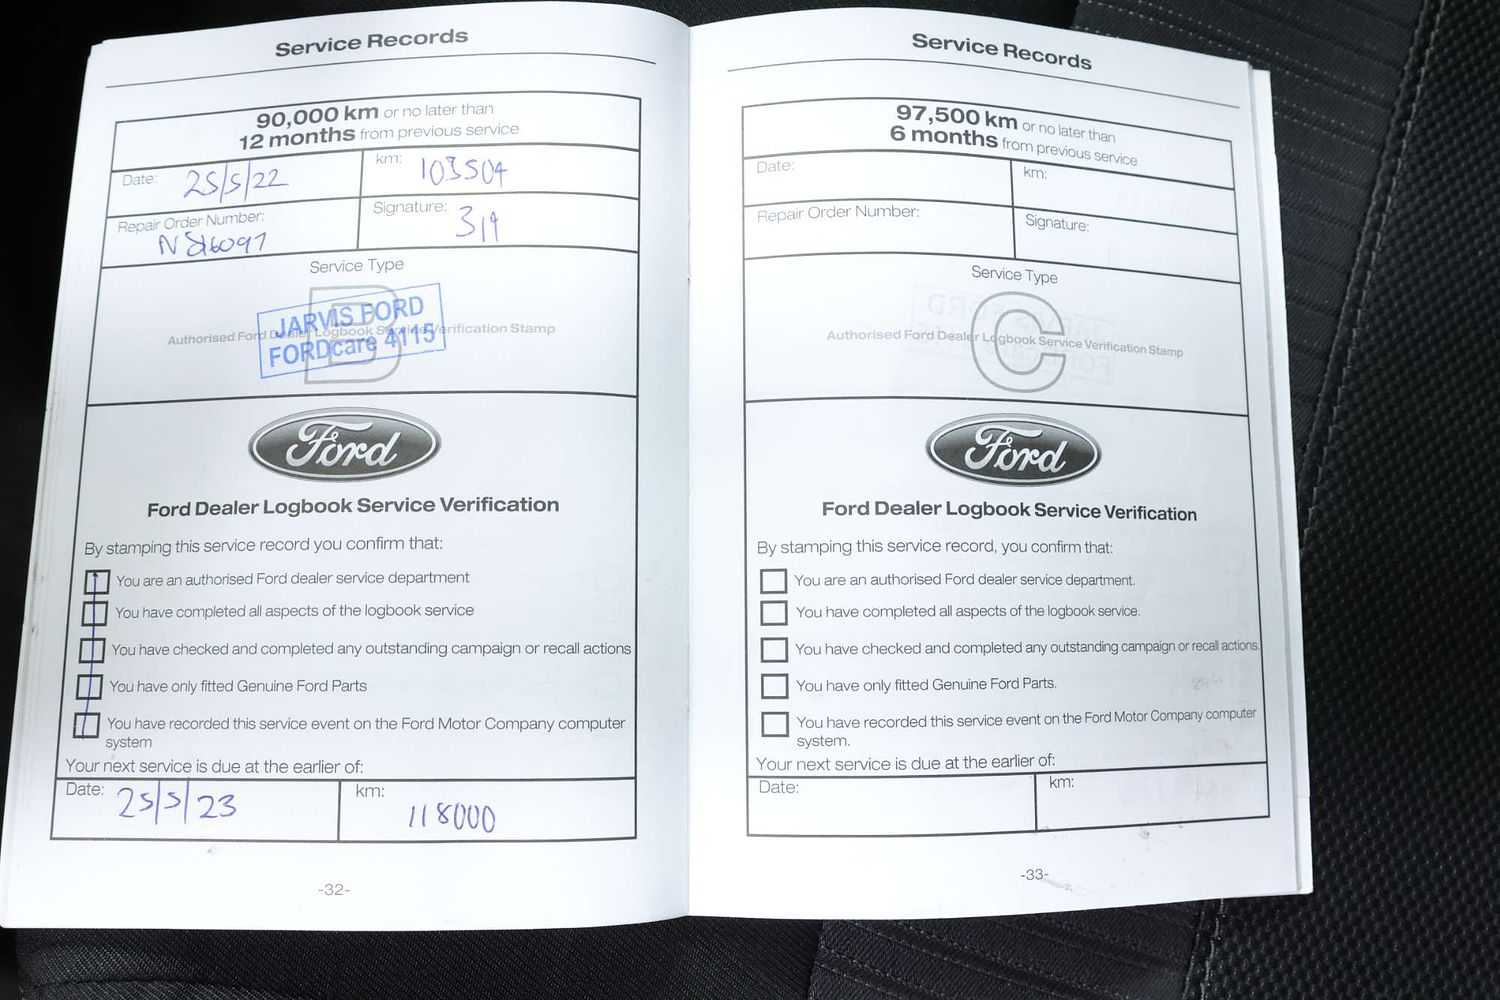 Service Records
90,000 km or no later than
12 months from previous service
Date: 25/5/22
km: 103504
Repair Order Number:
Signature:
Service Type
B
Authorised Ford Dealer Logbook Service Verification Stamp
JARVIS FORD
FORDcare 4115
Ford
Ford Dealer Logbook Service Verification
By stamping this service record you confirm that:
You are an authorised Ford dealer service department
You have completed all aspects of the logbook service
You have checked and completed any outstanding campaign or recall actions
You have only fitted Genuine Ford Parts
You have recorded this service event on the Ford Motor Company computer
system
Your next service is due at the earlier of:
Date: 25/5/23
km: 118000
-32-
Service Records
97,500 km or no later than
6 months from previous service
Date:
km:
Repair Order Number:
Signature:
Service Type
C
Authorised Ford Dealer Logbook Service Verification Stamp
Ford
Ford Dealer Logbook Service Verification
By stamping this service record, you confirm that:
You are an authorised Ford dealer service department.
You have completed all aspects of the logbook service.
You have checked and completed any outstanding campaign or recall actions.
You have only fitted Genuine Ford Parts.
You have recorded this service event on the Ford Motor Company computer
system.
Your next service is due at the earlier of:
Date:
km:
-33-